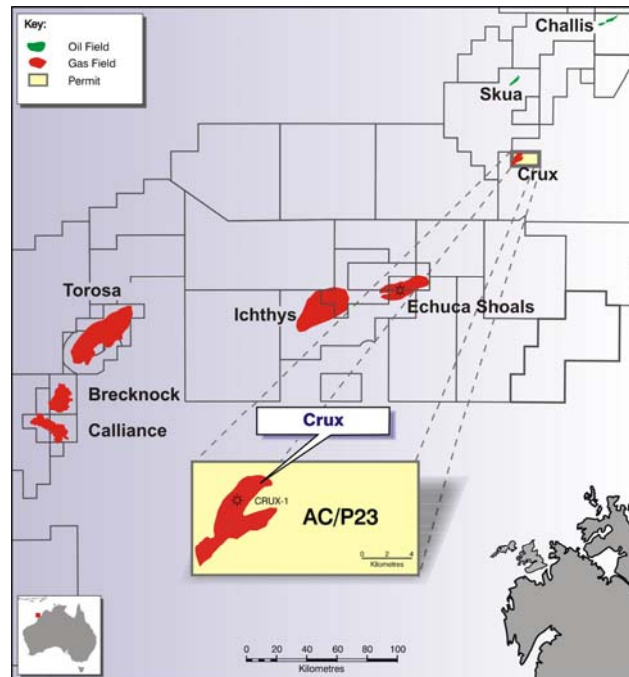 Key:
Oil Field
Gas Field
Permit
Challis
Skua
Crux
Torosa
Ichthys
Echuca Shoals
Brecknock
Calliance
Crux
CRUX-1
AC/P23
0 2 4
Kilometres
0 20 40 60 80 100
Kilometres